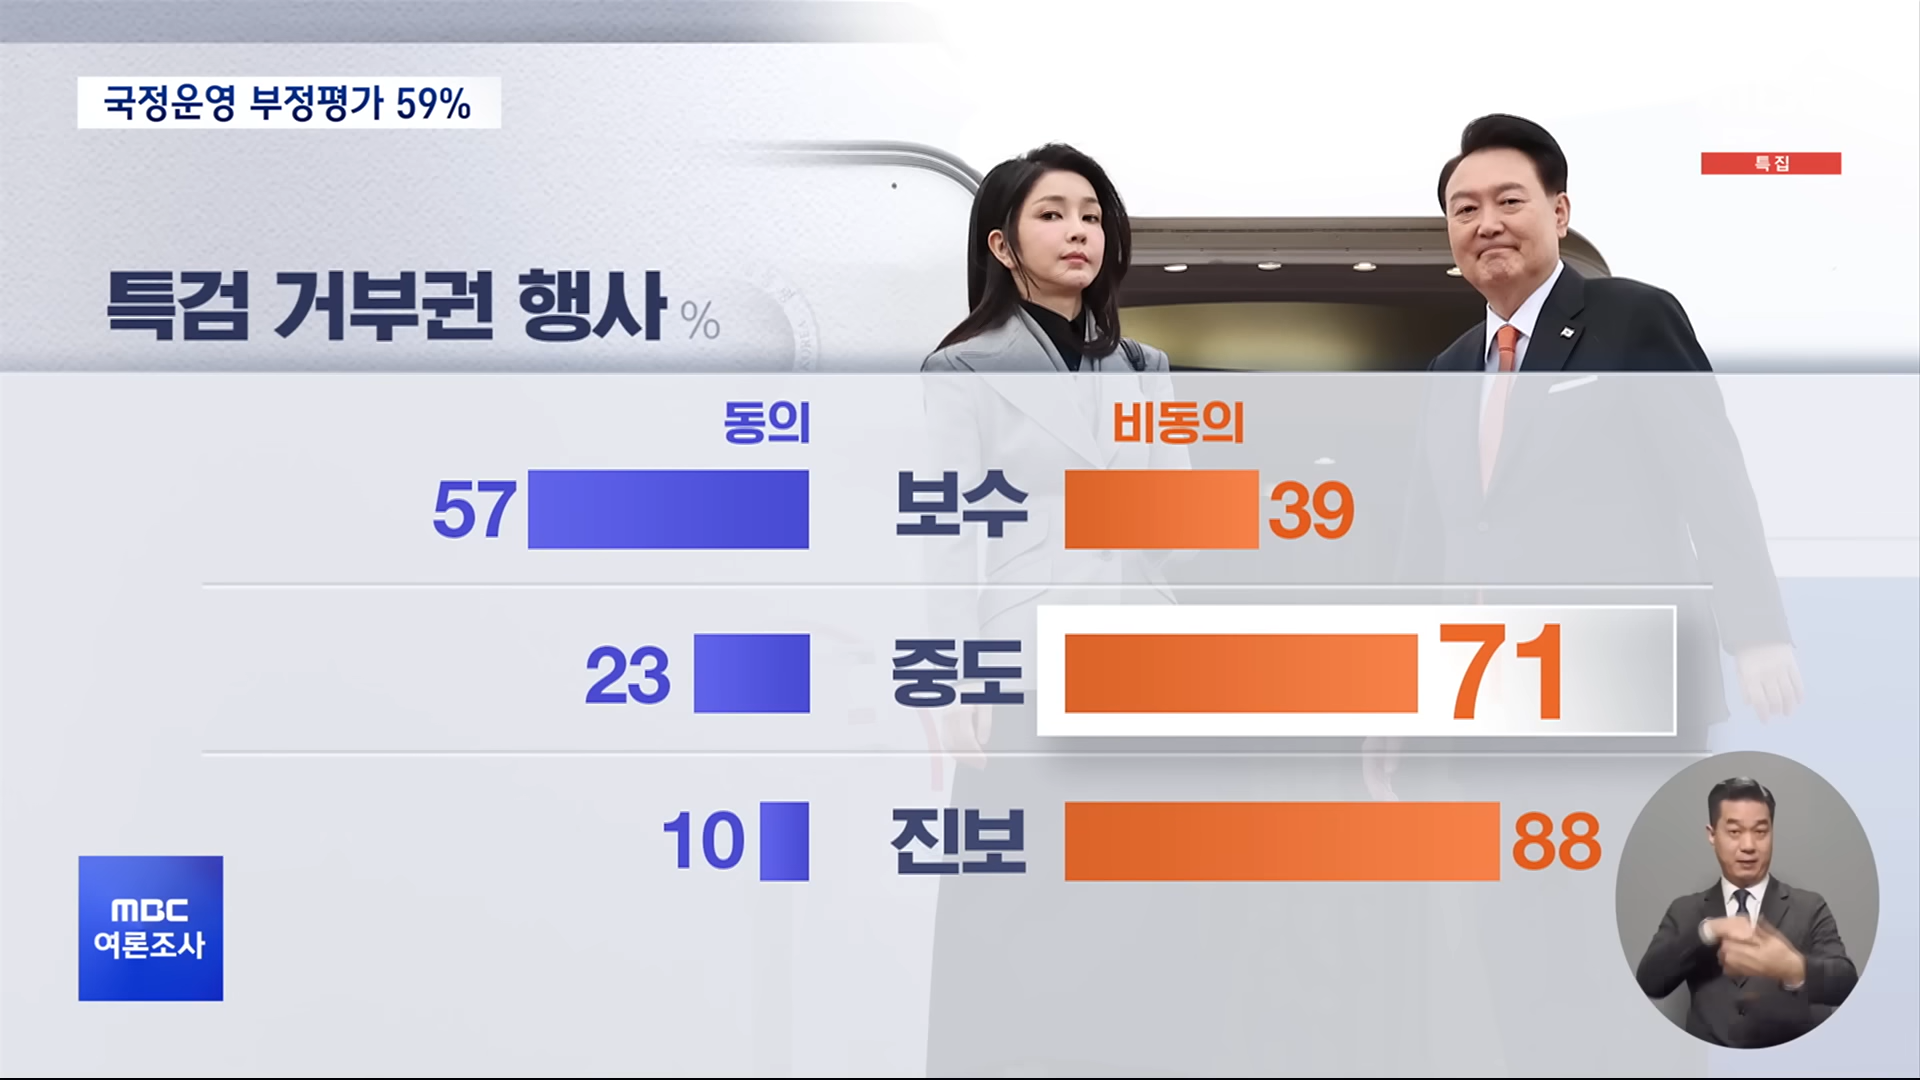 국정운영 부정평가 59%
특집
특검 거부권 행사 %
동의 비동의
57 보수 39
23 중도 71
10 진보 88
MBC
여론조사